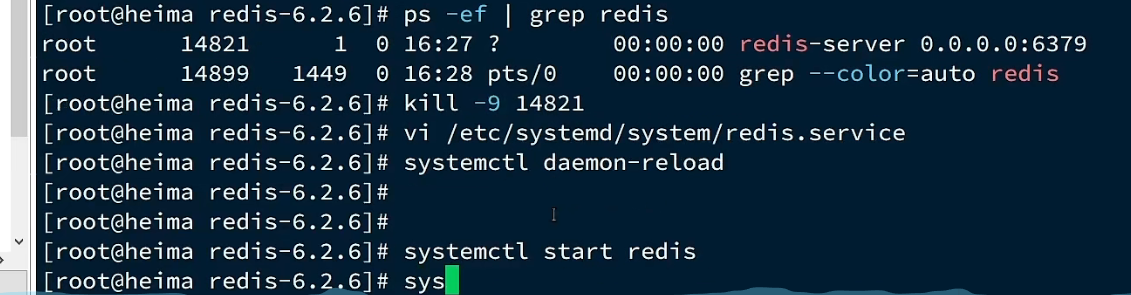 [root@heima redis-6.2.6]# ps -ef | grep redis
root      14821      1  0 16:27 ?        00:00:00 redis-server 0.0.0.0:6379
root      14899   1449  0 16:28 pts/0    00:00:00 grep --color=auto redis
[root@heima redis-6.2.6]# kill -9 14821
[root@heima redis-6.2.6]# vi /etc/systemd/system/redis.service
[root@heima redis-6.2.6]# systemctl daemon-reload
[root@heima redis-6.2.6]#
[root@heima redis-6.2.6]#
[root@heima redis-6.2.6]# systemctl start redis
[root@heima redis-6.2.6]# sys